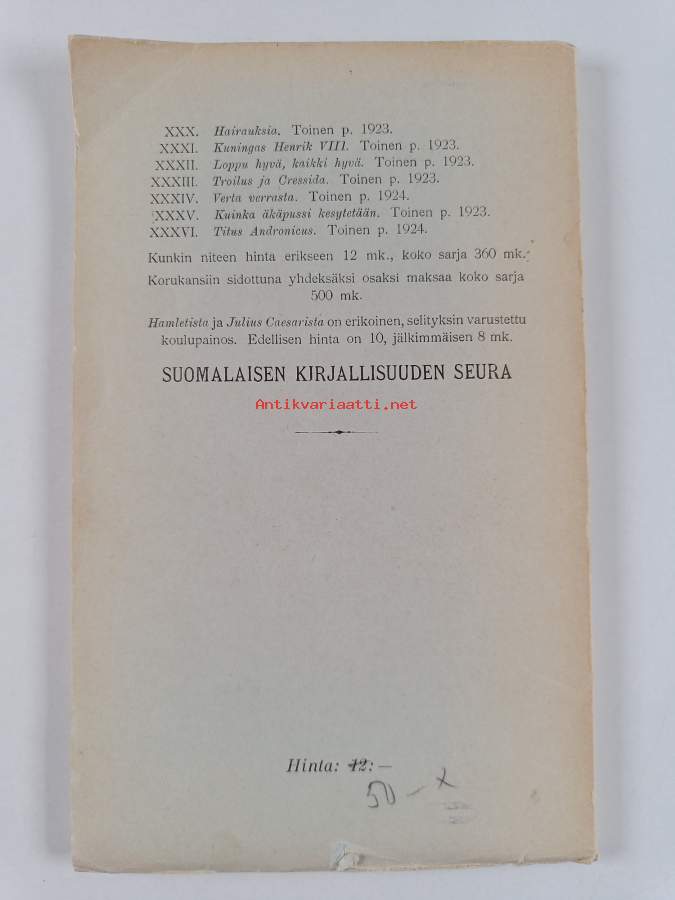 XXX. Hairauksia. Toinen p. 1923.
XXXI. Kuningas Henrik VIII. Toinen p. 1923.
XXXII. Loppu hyvä, kaikki hyvä. Toinen p. 1923.
XXXIII. Troilus ja Cressida. Toinen p. 1923.
XXXIV. Verta verrasta. Toinen p. 1924.
XXXV. Kuinka äkäpussi kesytetään. Toinen p. 1923.
XXXVI. Titus Andronicus. Toinen p. 1924.
Kunkin niteen hinta erikseen 12 mk., koko sarja 360 mk.
Korukansiin sidottuna yhdeksäksi osaksi maksaa koko sarja
500 mk.
Hamletista ja Julius Caesarista on erikoinen, selityksin varustettu
koulupainos. Edellisen hinta on 10, jälkimmäisen 8 mk.
SUOMALAISEN KIRJALLISUUDEN SEURA
Antikvariaatti.net
Hinta: 12: —
50 — x